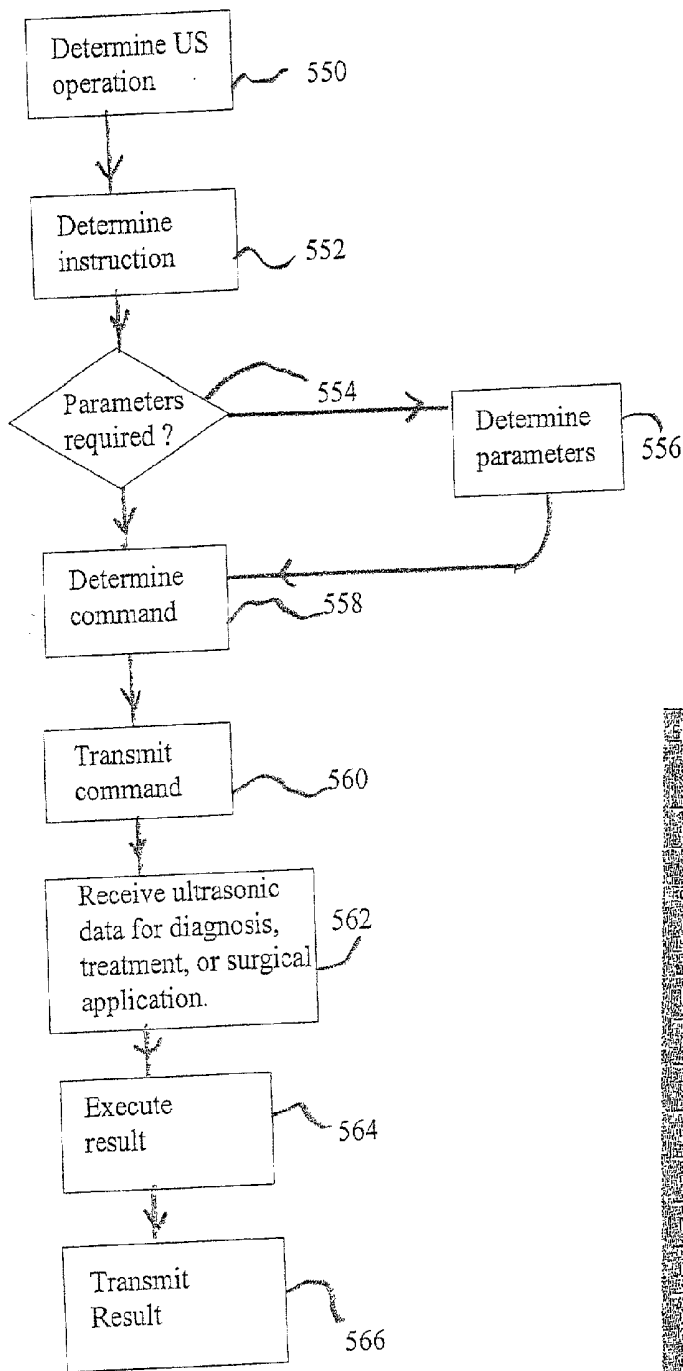 Determine US
operation
550
Determine
instruction
552
Parameters
required ?
554
Determine
parameters
556
Determine
command
558
Transmit
command
560
Receive ultrasonic
data for diagnosis,
treatment, or surgical
application.
562
Execute
result
564
Transmit
Result
566